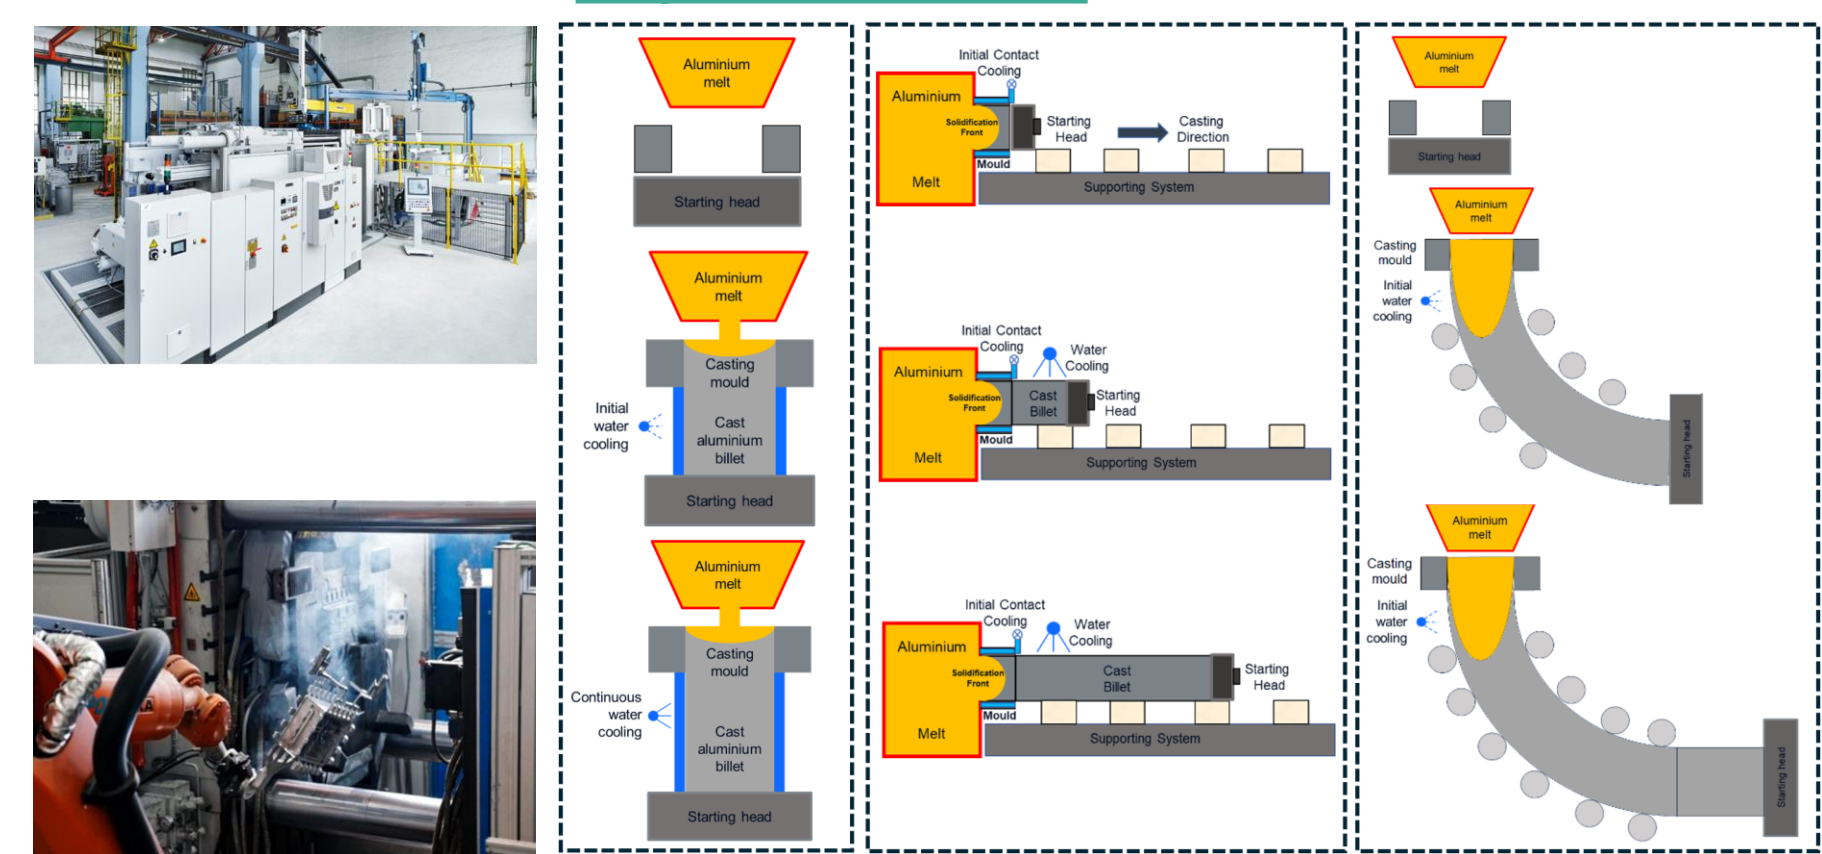 Aluminium
melt
Starting head
Aluminium
melt
Casting
mould
Initial
water
cooling
Cast
aluminium
billet
Starting head
Aluminium
melt
Casting
mould
Continuous
water
cooling
Cast
aluminium
billet
Starting head
Initial Contact
Cooling
Aluminium
Solidification
Front
Starting
Head
Casting
Direction
Mould
Melt
Supporting System
Initial Contact
Cooling
Water
Cooling
Aluminium
Solidification
Front
Cast
Billet
Starting
Head
Mould
Melt
Supporting System
Initial Contact
Cooling
Water
Cooling
Aluminium
Solidification
Front
Cast
Billet
Starting
Head
Mould
Melt
Supporting System
Aluminium
melt
Starting head
Aluminium
melt
Casting
mould
Initial
water
cooling
Starting head
Aluminium
melt
Casting
mould
Initial
water
cooling
Starting head